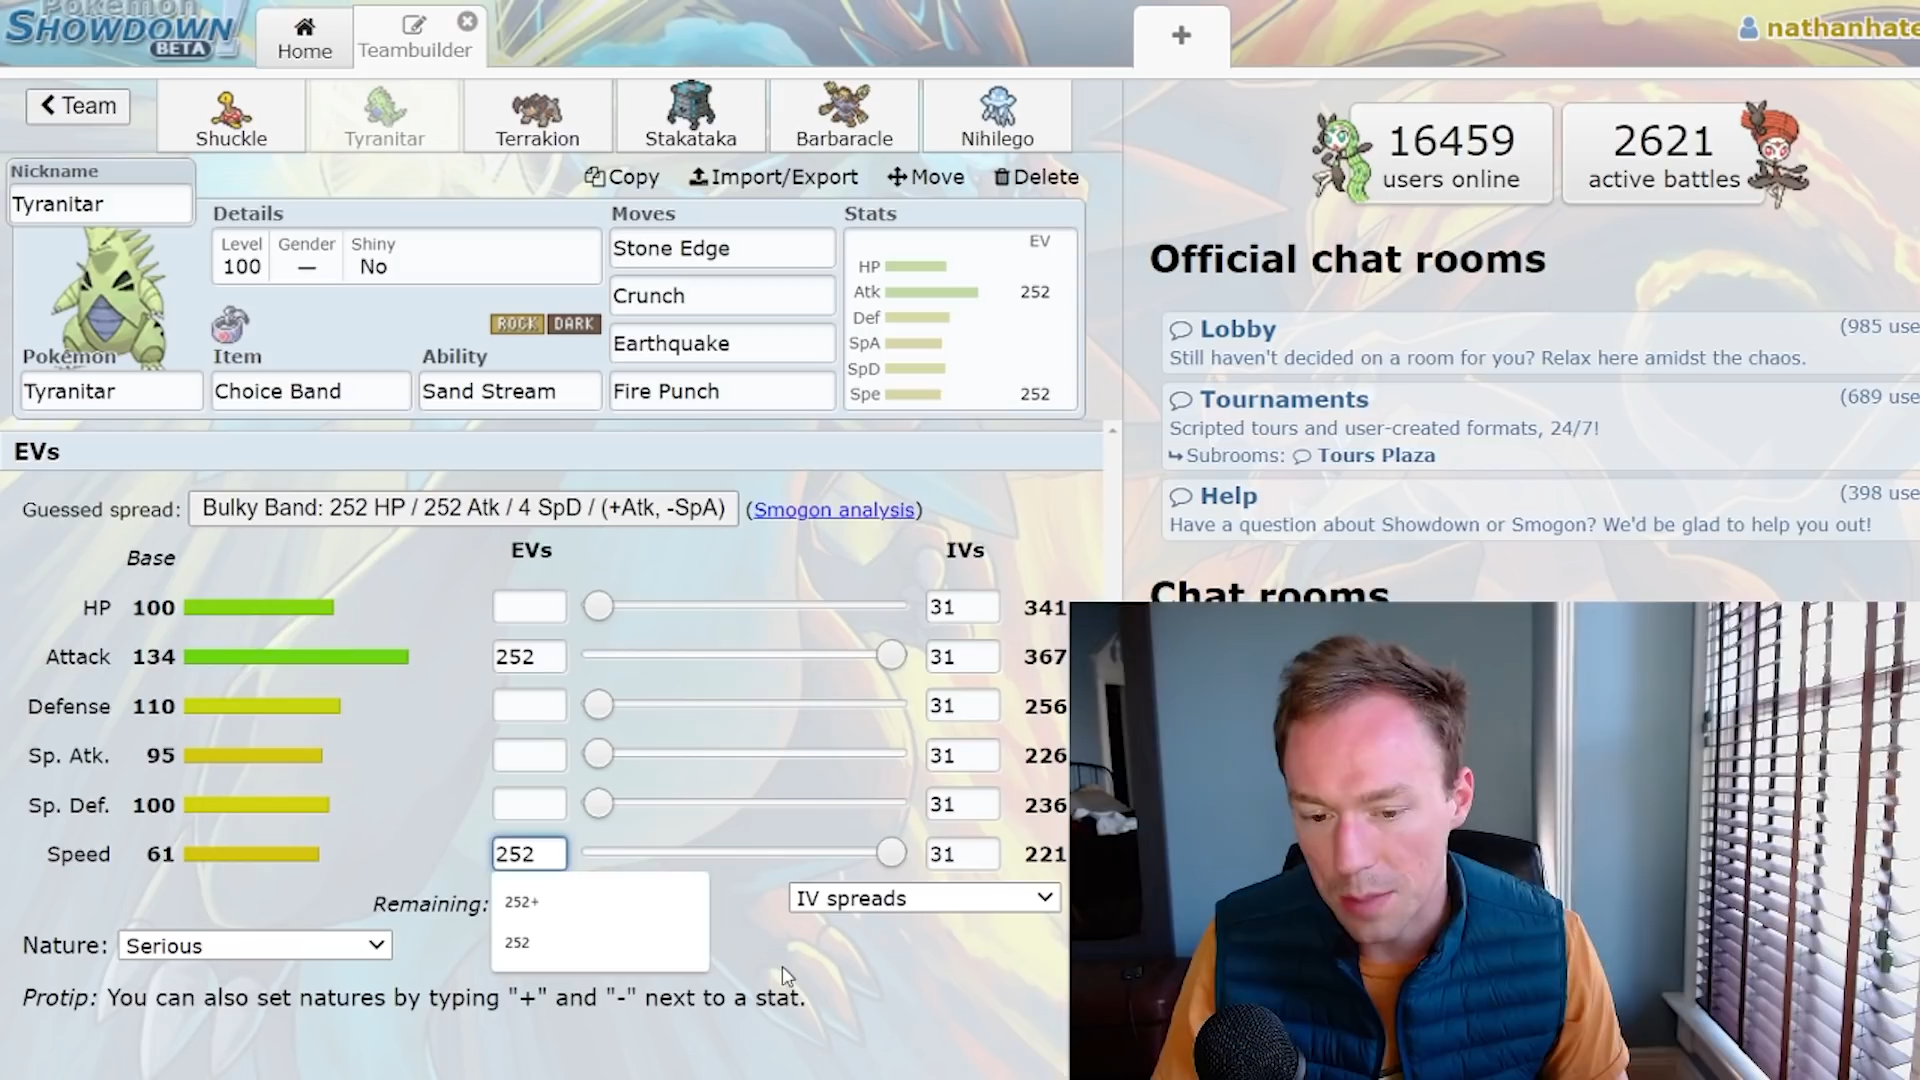 Pokémon
SHOWDOWN
BETA
Home
Teambuilder
+
nathanhate
Team
Shuckle
Tyranitar
Terrakion
Stakataka
Barbaracle
Nihilego
16459
users online
2621
active battles
Nickname
Tyranitar
Copy
Import/Export
Move
Delete
Details
Level
100
Gender
—
Shiny
No
ROCK DARK
Pokémon
Tyranitar
Item
Choice Band
Ability
Sand Stream
Moves
Stone Edge
Crunch
Earthquake
Fire Punch
Stats
EV
HP
Atk 252
Def
SpA
SpD
Spe 252
Official chat rooms
Lobby (985 use
Still haven't decided on a room for you? Relax here amidst the chaos.
Tournaments (689 use
Scripted tours and user-created formats, 24/7!
Subrooms: Tours Plaza
Help (398 use
Have a question about Showdown or Smogon? We'd be glad to help you out!
Chat rooms
EVs
Guessed spread: Bulky Band: 252 HP / 252 Atk / 4 SpD / (+Atk, -SpA) (Smogon analysis)
Base EVs IVs
HP 100 31 341
Attack 134 252 31 367
Defense 110 31 256
Sp. Atk. 95 31 226
Sp. Def. 100 31 236
Speed 61 252 31 221
Remaining:
252+
252
IV spreads
Nature: Serious
Protip: You can also set natures by typing "+" and "-" next to a stat.